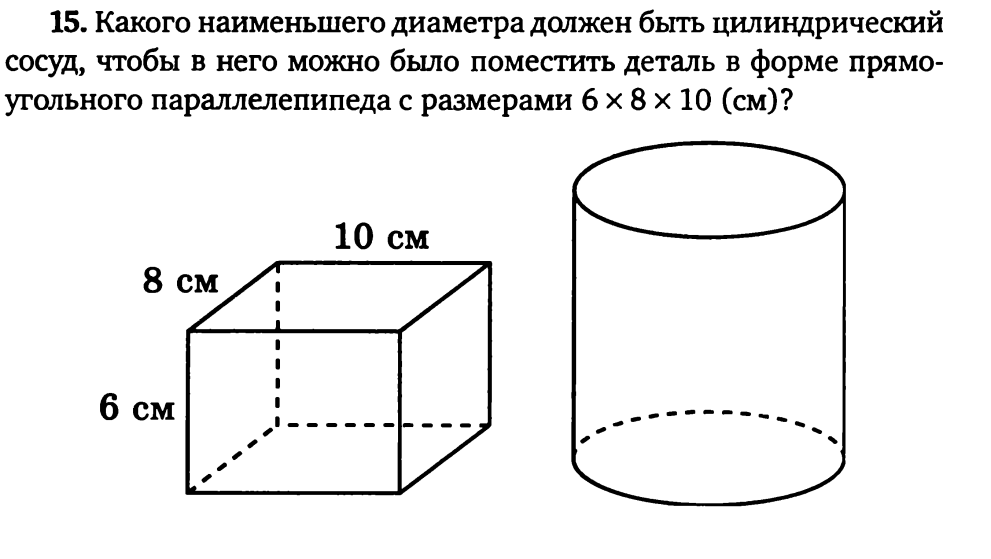 15. Какого наименьшего диаметра должен быть цилиндрический
сосуд, чтобы в него можно было поместить деталь в форме прямо-
угольного параллелепипеда с размерами 6 × 8 × 10 (см)?
10 см
8 см
6 см